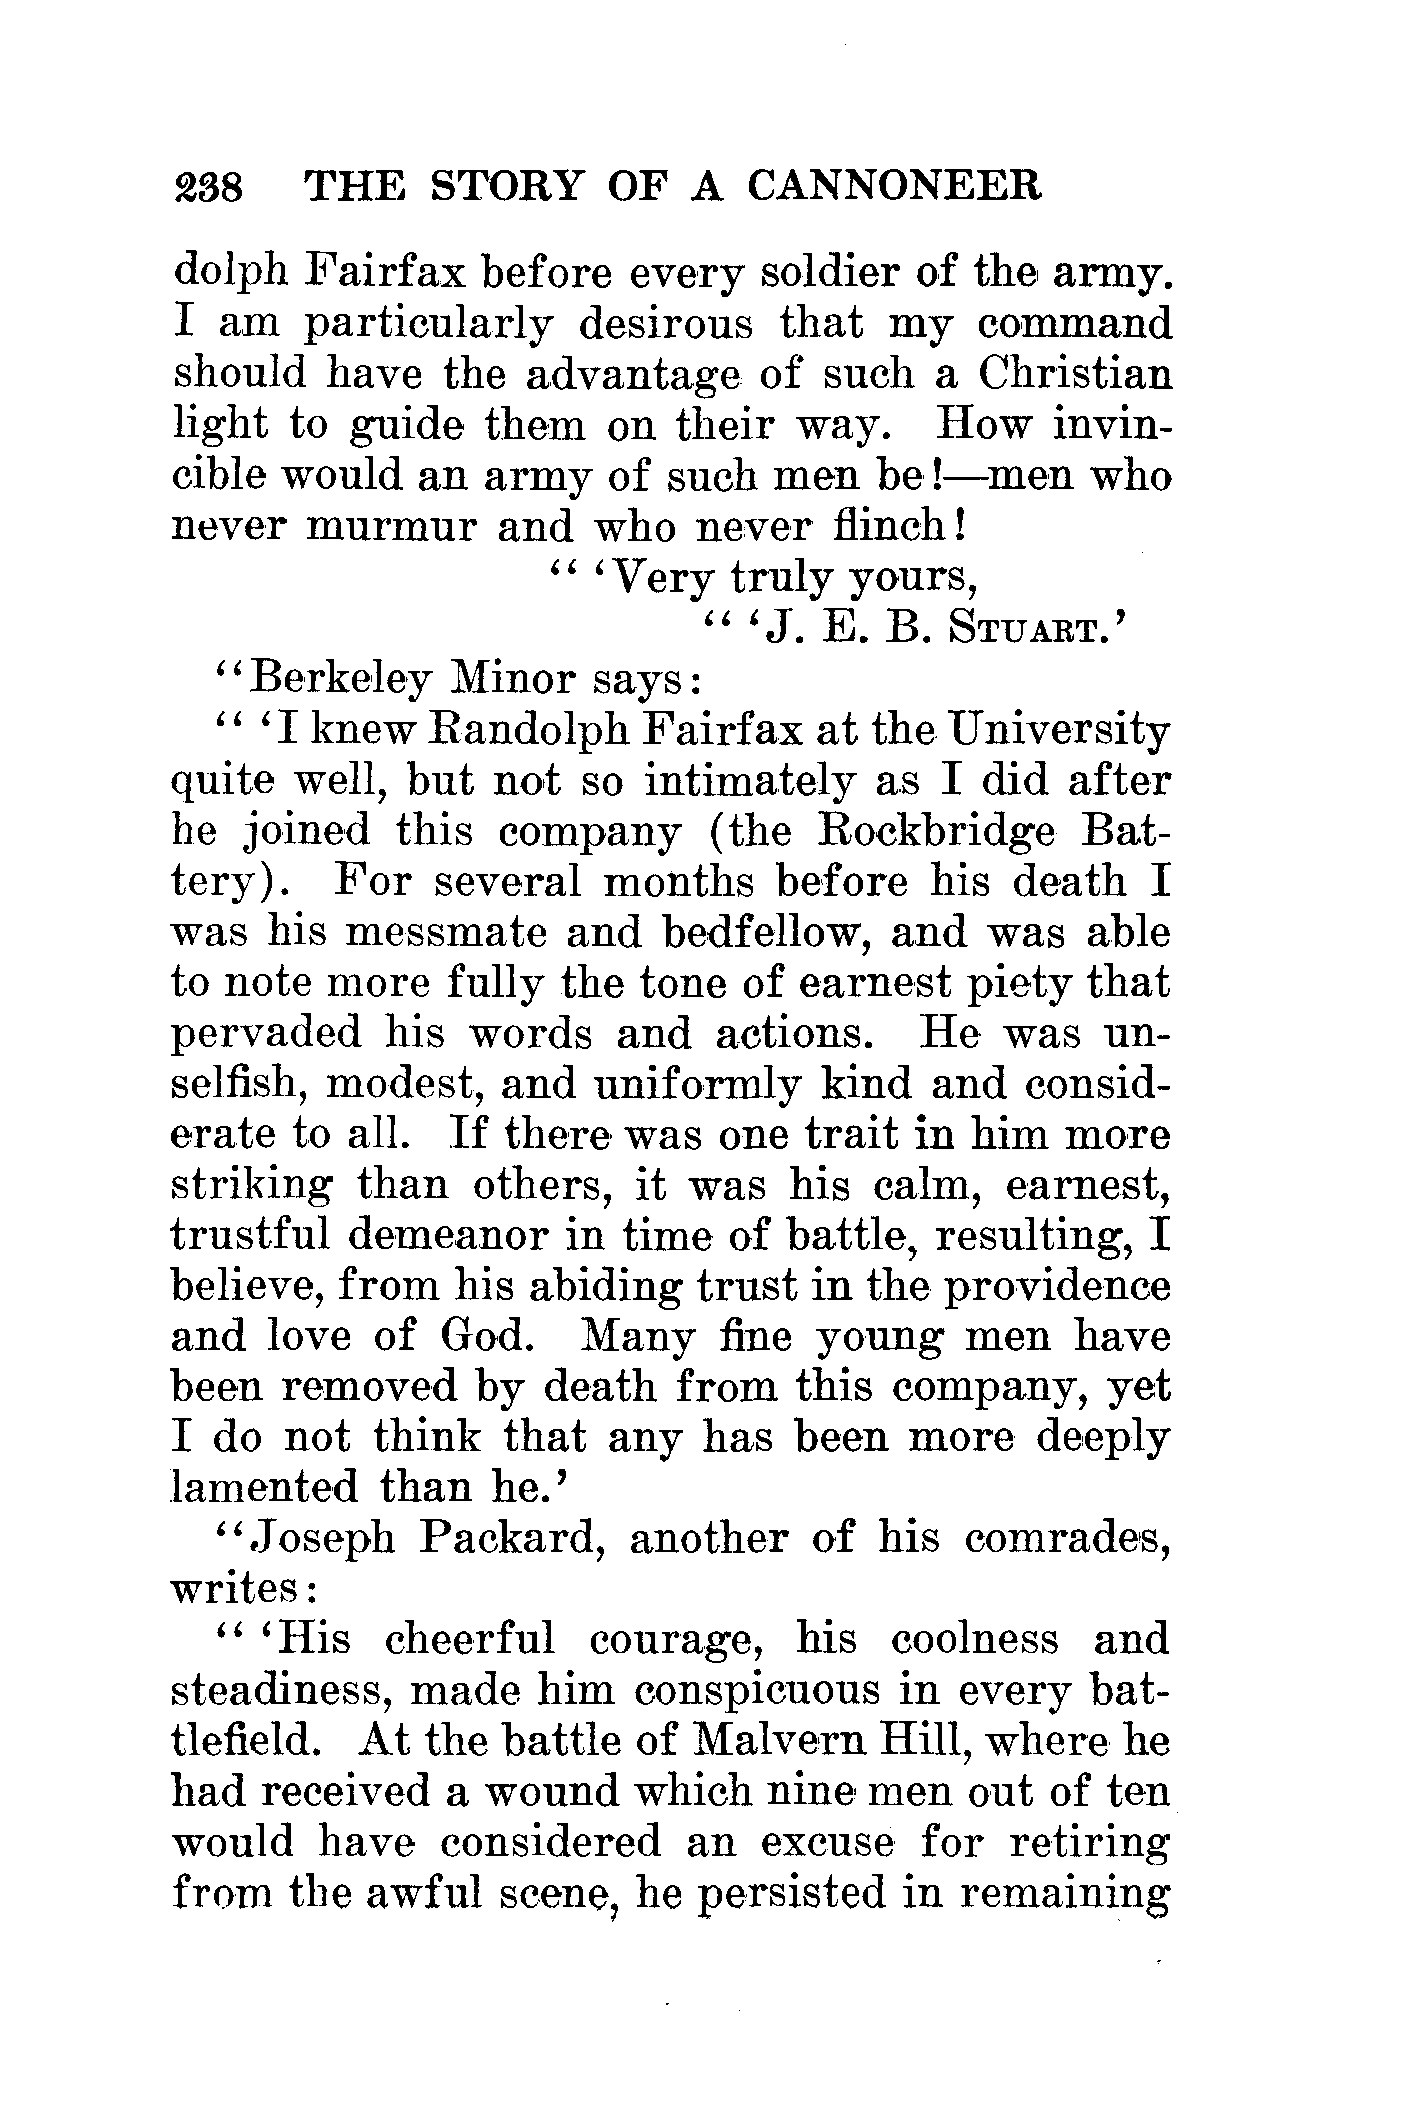 238 THE STORY OF A CANNONEER
dolph Fairfax before every soldier of the army.
I am particularly desirous that my command
should have the advantage of such a Christian
light to guide them on their way. How invin-
cible would an army of such men be!—men who
never murmur and who never flinch!
" 'Very truly yours,
" 'J. E. B. STUART.'
"Berkeley Minor says:
" 'I knew Randolph Fairfax at the University
quite well, but not so intimately as I did after
he joined this company (the Rockbridge Bat-
tery). For several months before his death I
was his messmate and bedfellow, and was able
to note more fully the tone of earnest piety that
pervaded his words and actions. He was un-
selfish, modest, and uniformly kind and consid-
erate to all. If there was one trait in him more
striking than others, it was his calm, earnest,
trustful demeanor in time of battle, resulting, I
believe, from his abiding trust in the providence
and love of God. Many fine young men have
been removed by death from this company, yet
I do not think that any has been more deeply
lamented than he.'
"Joseph Packard, another of his comrades,
writes:
" 'His cheerful courage, his coolness and
steadiness, made him conspicuous in every bat-
tlefield. At the battle of Malvern Hill, where he
had received a wound which nine men out of ten
would have considered an excuse for retiring
from the awful scene, he persisted in remaining